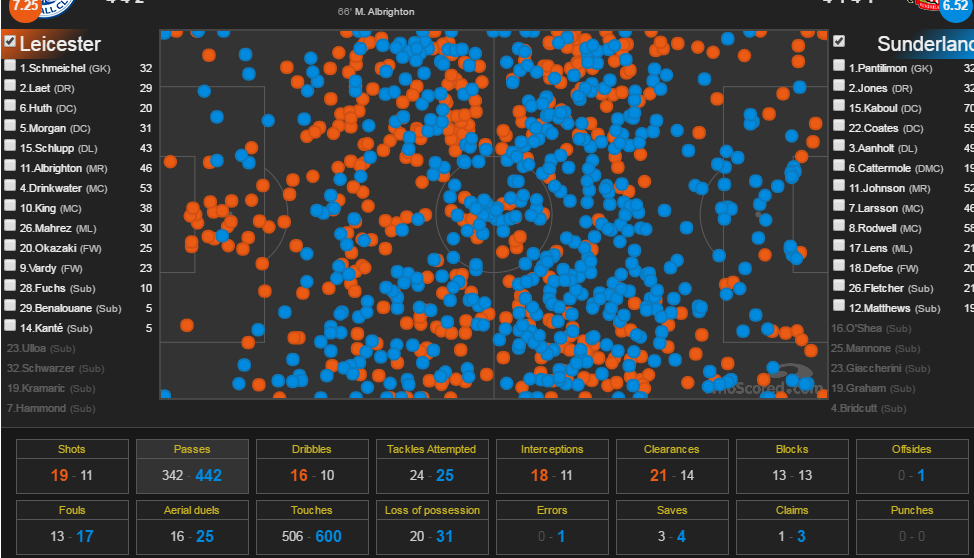 7.25
6.52
66' M. Albrighton
Leicester
1.Schmeichel (GK) 32
2.Laet (DR) 29
6.Huth (DC) 20
5.Morgan (DC) 31
15.Schlupp (DL) 43
11.Albrighton (MR) 46
4.Drinkwater (MC) 53
10.King (MC) 38
26.Mahrez (ML) 30
20.Okazaki (FW) 25
9.Vardy (FW) 23
28.Fuchs (Sub) 10
29.Benalouane (Sub) 5
14.Kanté (Sub) 5
23.Ulloa (Sub)
32.Schwarzer (Sub)
19.Kramaric (Sub)
7.Hammond (Sub)
Sunderland
1.Pantilimon (GK) 32
2.Jones (DR) 32
15.Kaboul (DC) 70
22.Coates (DC) 55
3.Aanholt (DL) 49
6.Cattermole (DMC) 19
11.Johnson (MR) 52
7.Larsson (MC) 46
8.Rodwell (MC) 58
17.Lens (ML) 21
18.Defoe (FW) 20
26.Fletcher (Sub) 21
12.Matthews (Sub) 19
16.O'Shea (Sub)
25.Mannone (Sub)
23.Giaccherini (Sub)
19.Graham (Sub)
4.Bridcutt (Sub)
Shots Passes Dribbles Tackles Attempted Interceptions Clearances Blocks Offsides
19 - 11 342 - 442 16 - 10 24 - 25 18 - 11 21 - 14 13 - 13 0 - 1
Fouls Aerial duels Touches Loss of possession Errors Saves Claims Punches
13 - 17 16 - 25 506 - 600 20 - 31 0 - 1 3 - 4 1 - 3 0 - 0